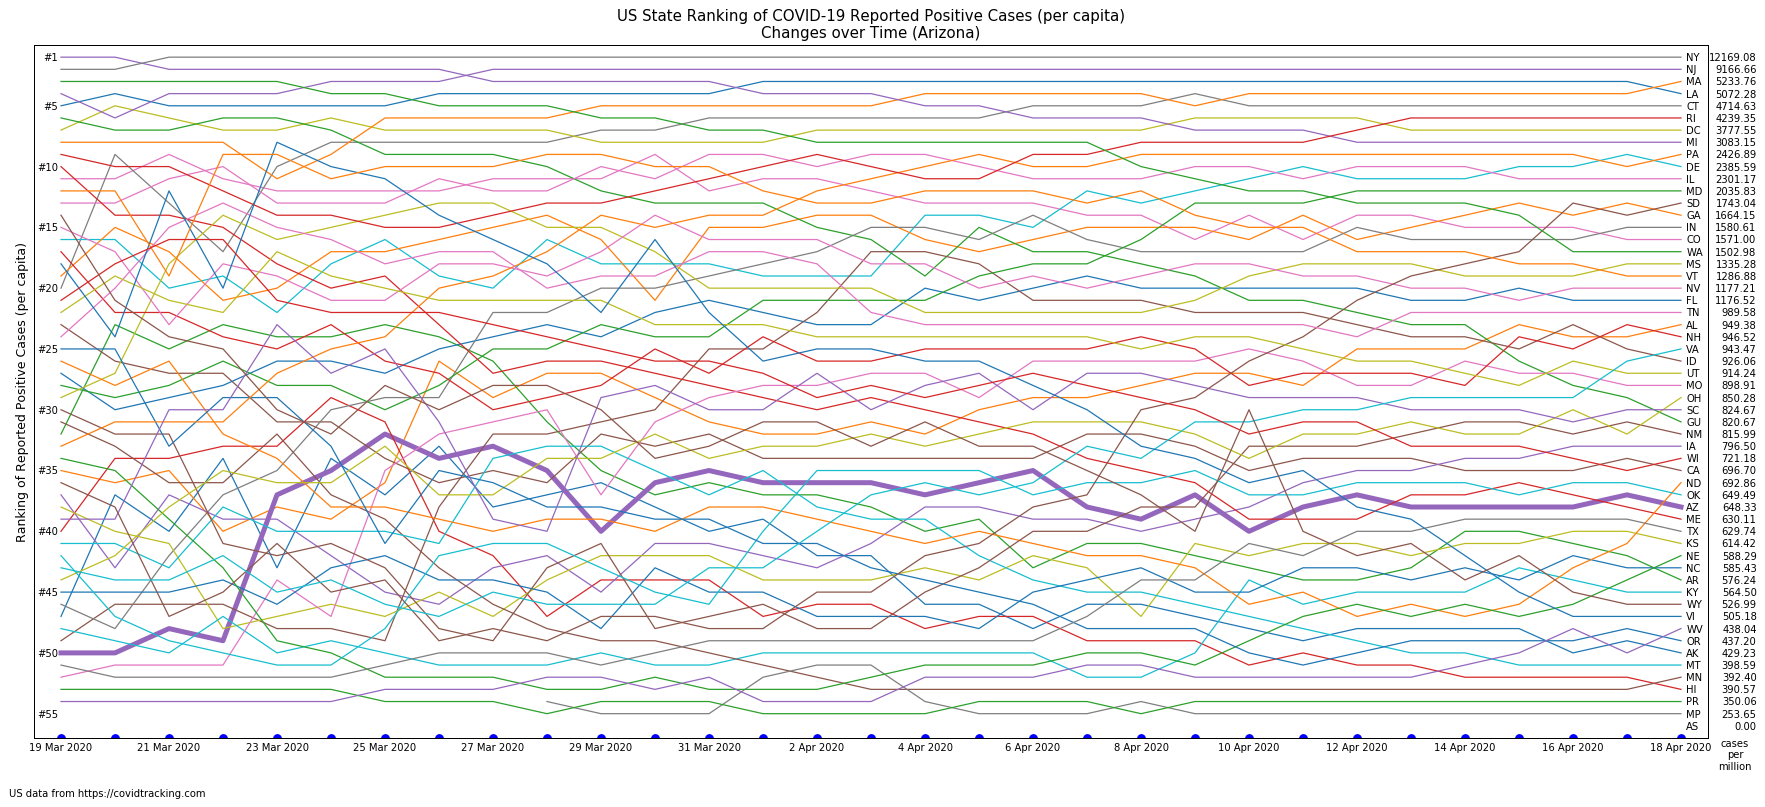 US State Ranking of COVID-19 Reported Positive Cases (per capita)
Changes over Time (Arizona)
Ranking of Reported Positive Cases (per capita)
#1
#5
#10
#15
#20
#25
#30
#35
#40
#45
#50
#55
NY 12169.08
NJ 9166.66
MA 5233.76
LA 5072.28
CT 4714.63
RI 4239.35
DC 3777.55
MI 3083.15
PA 2426.89
DE 2385.59
IL 2301.17
MD 2035.83
SD 1743.04
GA 1664.15
IN 1580.61
CO 1571.00
WA 1502.98
MS 1335.28
VT 1286.88
NV 1177.21
FL 1176.52
TN 989.58
AL 949.38
NH 946.52
VA 943.47
ID 926.06
UT 914.24
MO 898.91
OH 850.28
SC 824.67
GU 820.67
NM 815.99
IA 796.50
WI 721.18
CA 696.70
ND 692.86
OK 649.49
AZ 648.33
ME 630.11
TX 629.74
KS 614.42
NE 588.29
NC 585.43
AR 576.24
KY 564.50
WY 526.99
VI 505.18
WV 438.04
OR 437.20
AK 429.23
MT 398.59
MN 392.40
HI 390.57
PR 350.06
MP 253.65
AS 0.00
19 Mar 2020 21 Mar 2020 23 Mar 2020 25 Mar 2020 27 Mar 2020 29 Mar 2020 31 Mar 2020 2 Apr 2020 4 Apr 2020 6 Apr 2020 8 Apr 2020 10 Apr 2020 12 Apr 2020 14 Apr 2020 16 Apr 2020 18 Apr 2020
cases
per
million
US data from https://covidtracking.com